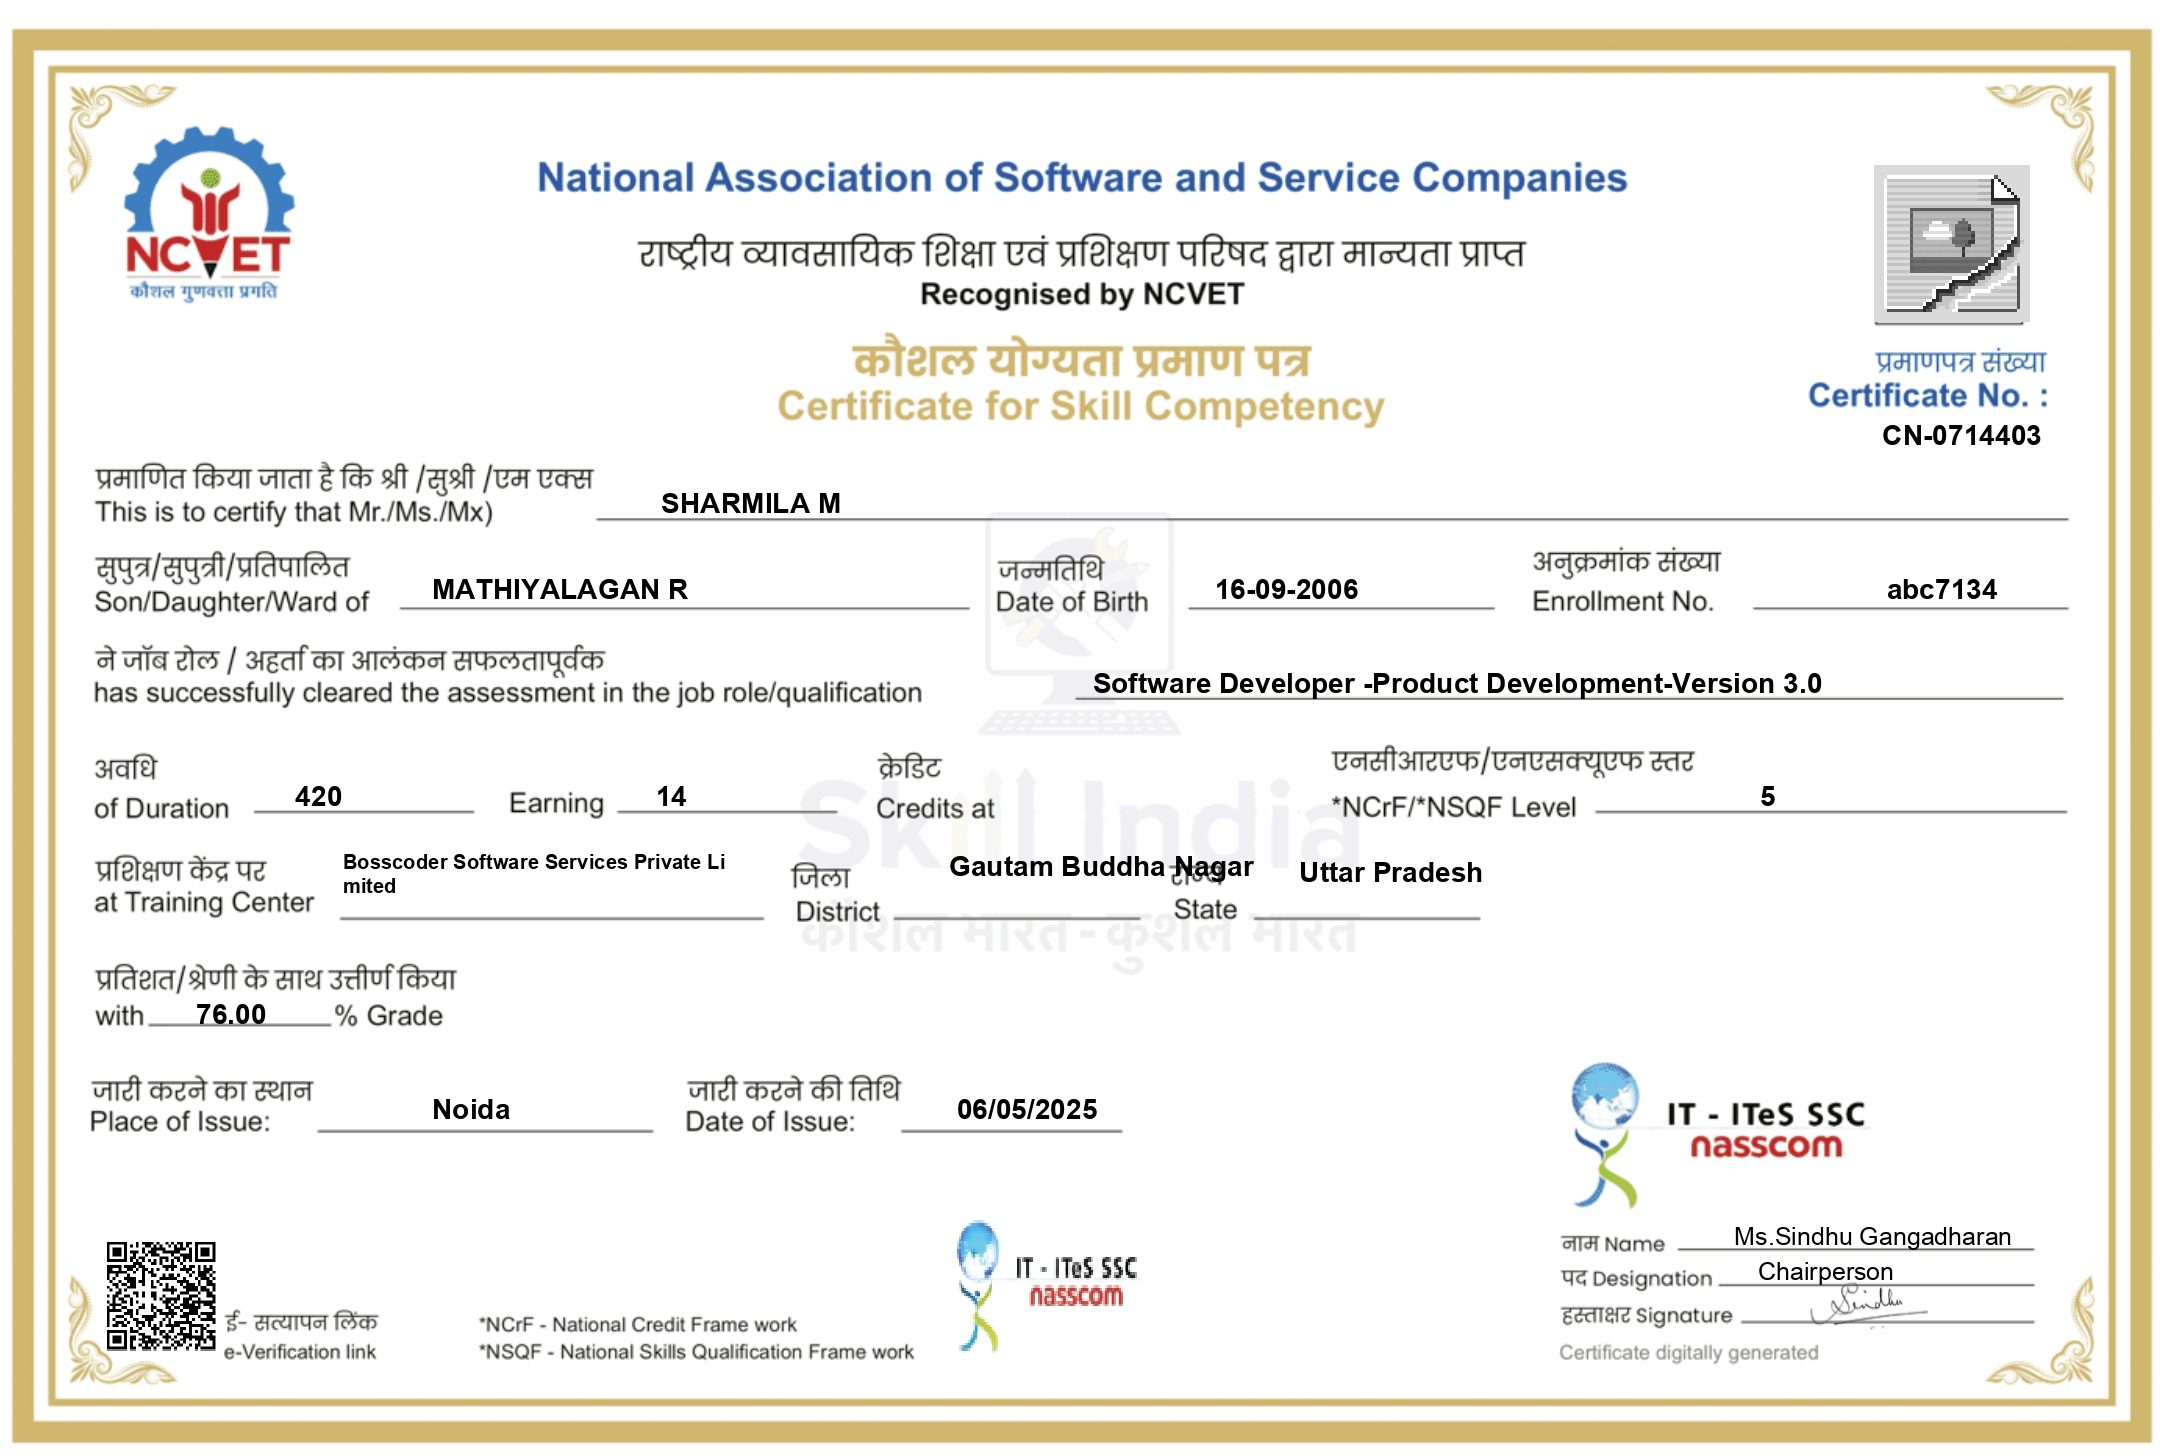 NCVET
कौशल गुणवत्ता प्रगति
National Association of Software and Service Companies
राष्ट्रीय व्यावसायिक शिक्षा एवं प्रशिक्षण परिषद द्वारा मान्यता प्राप्त
Recognised by NCVET
कौशल योग्यता प्रमाण पत्र
Certificate for Skill Competency
प्रमाणपत्र संख्या
Certificate No. :
CN-0714403
प्रमाणित किया जाता है कि श्री /सुश्री /एम एक्स
This is to certify that Mr./Ms./Mx) SHARMILA M
सुपुत्र/सुपुत्री/प्रतिपालित जन्मतिथि अनुक्रमांक संख्या
Son/Daughter/Ward of MATHIYALAGAN R Date of Birth 16-09-2006 Enrollment No. abc7134
ने जॉब रोल / अहर्ता का आलंकन सफलतापूर्वक
has successfully cleared the assessment in the job role/qualification Software Developer -Product Development-Version 3.0
अवधि क्रेडिट एनसीआरएफ/एनएसक्यूएफ स्तर
of Duration 420 Earning 14 Credits at *NCrF/*NSQF Level 5
Skill India
प्रशिक्षण केंद्र पर Bosscoder Software Services Private Li
mited
जिला Gautam Buddha Nagar राज्य Uttar Pradesh
at Training Center District State
कौशल भारत - कुशल भारत
प्रतिशत/श्रेणी के साथ उत्तीर्ण किया
with 76.00 % Grade
जारी करने का स्थान जारी करने की तिथि
Place of Issue: Noida Date of Issue: 06/05/2025
IT - ITeS SSC
nasscom
नाम Name Ms.Sindhu Gangadharan
पद Designation Chairperson
हस्ताक्षर Signature Sindhu
Certificate digitally generated
IT - ITeS SSC
nasscom
ई- सत्यापन लिंक
e-Verification link
*NCrF - National Credit Frame work
*NSQF - National Skills Qualification Frame work